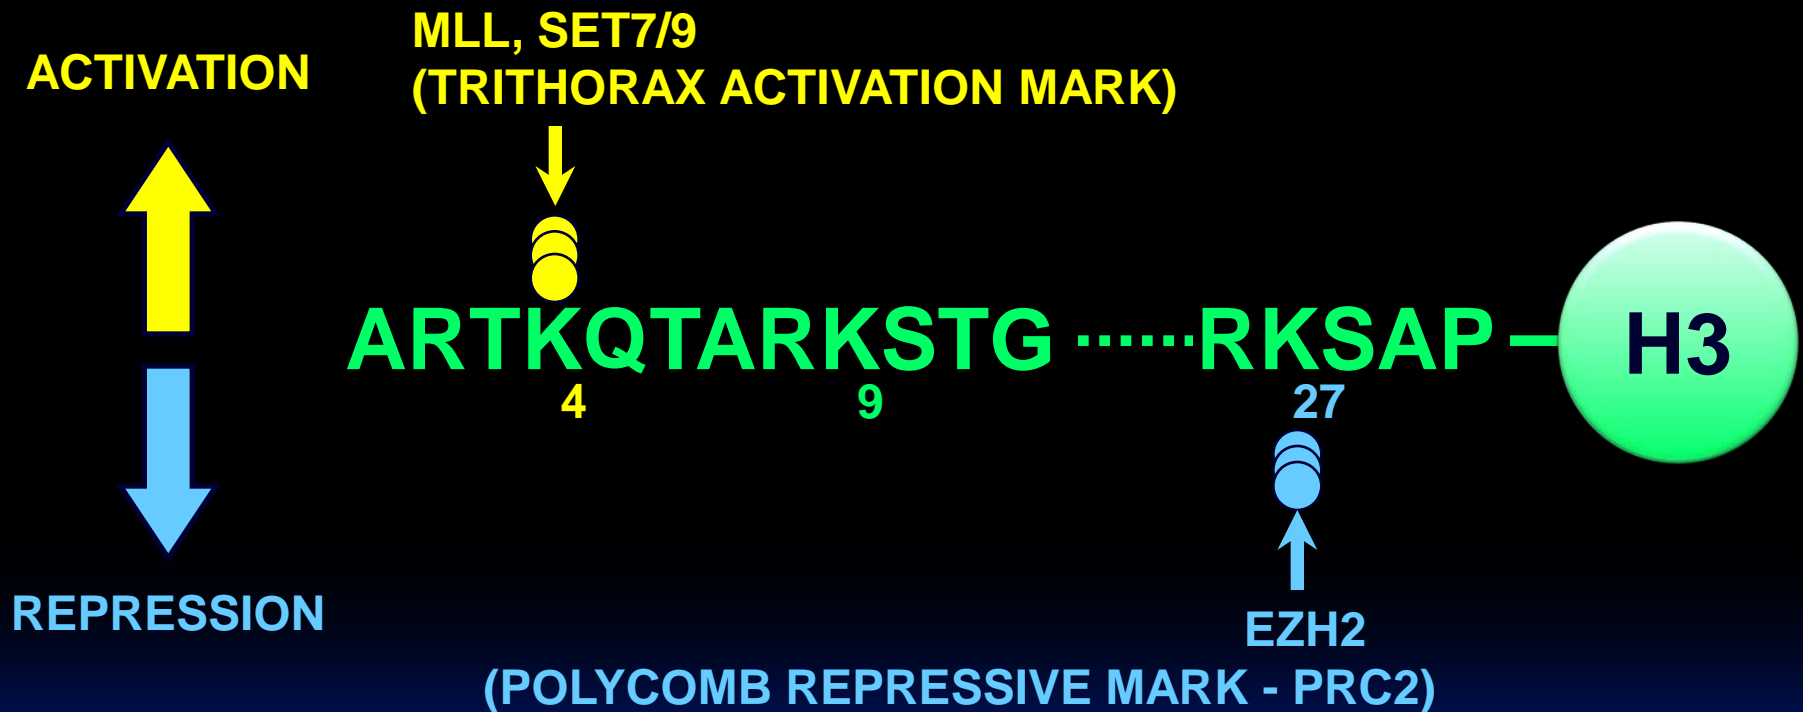 MLL, SET7/9
ACTIVATION
(TRITHORAX ACTIVATION MARK)
ARTKQTARKSTG ······RKSAP
H3
4 9 27
REPRESSION
EZH2
(POLYCOMB REPRESSIVE MARK - PRC2)